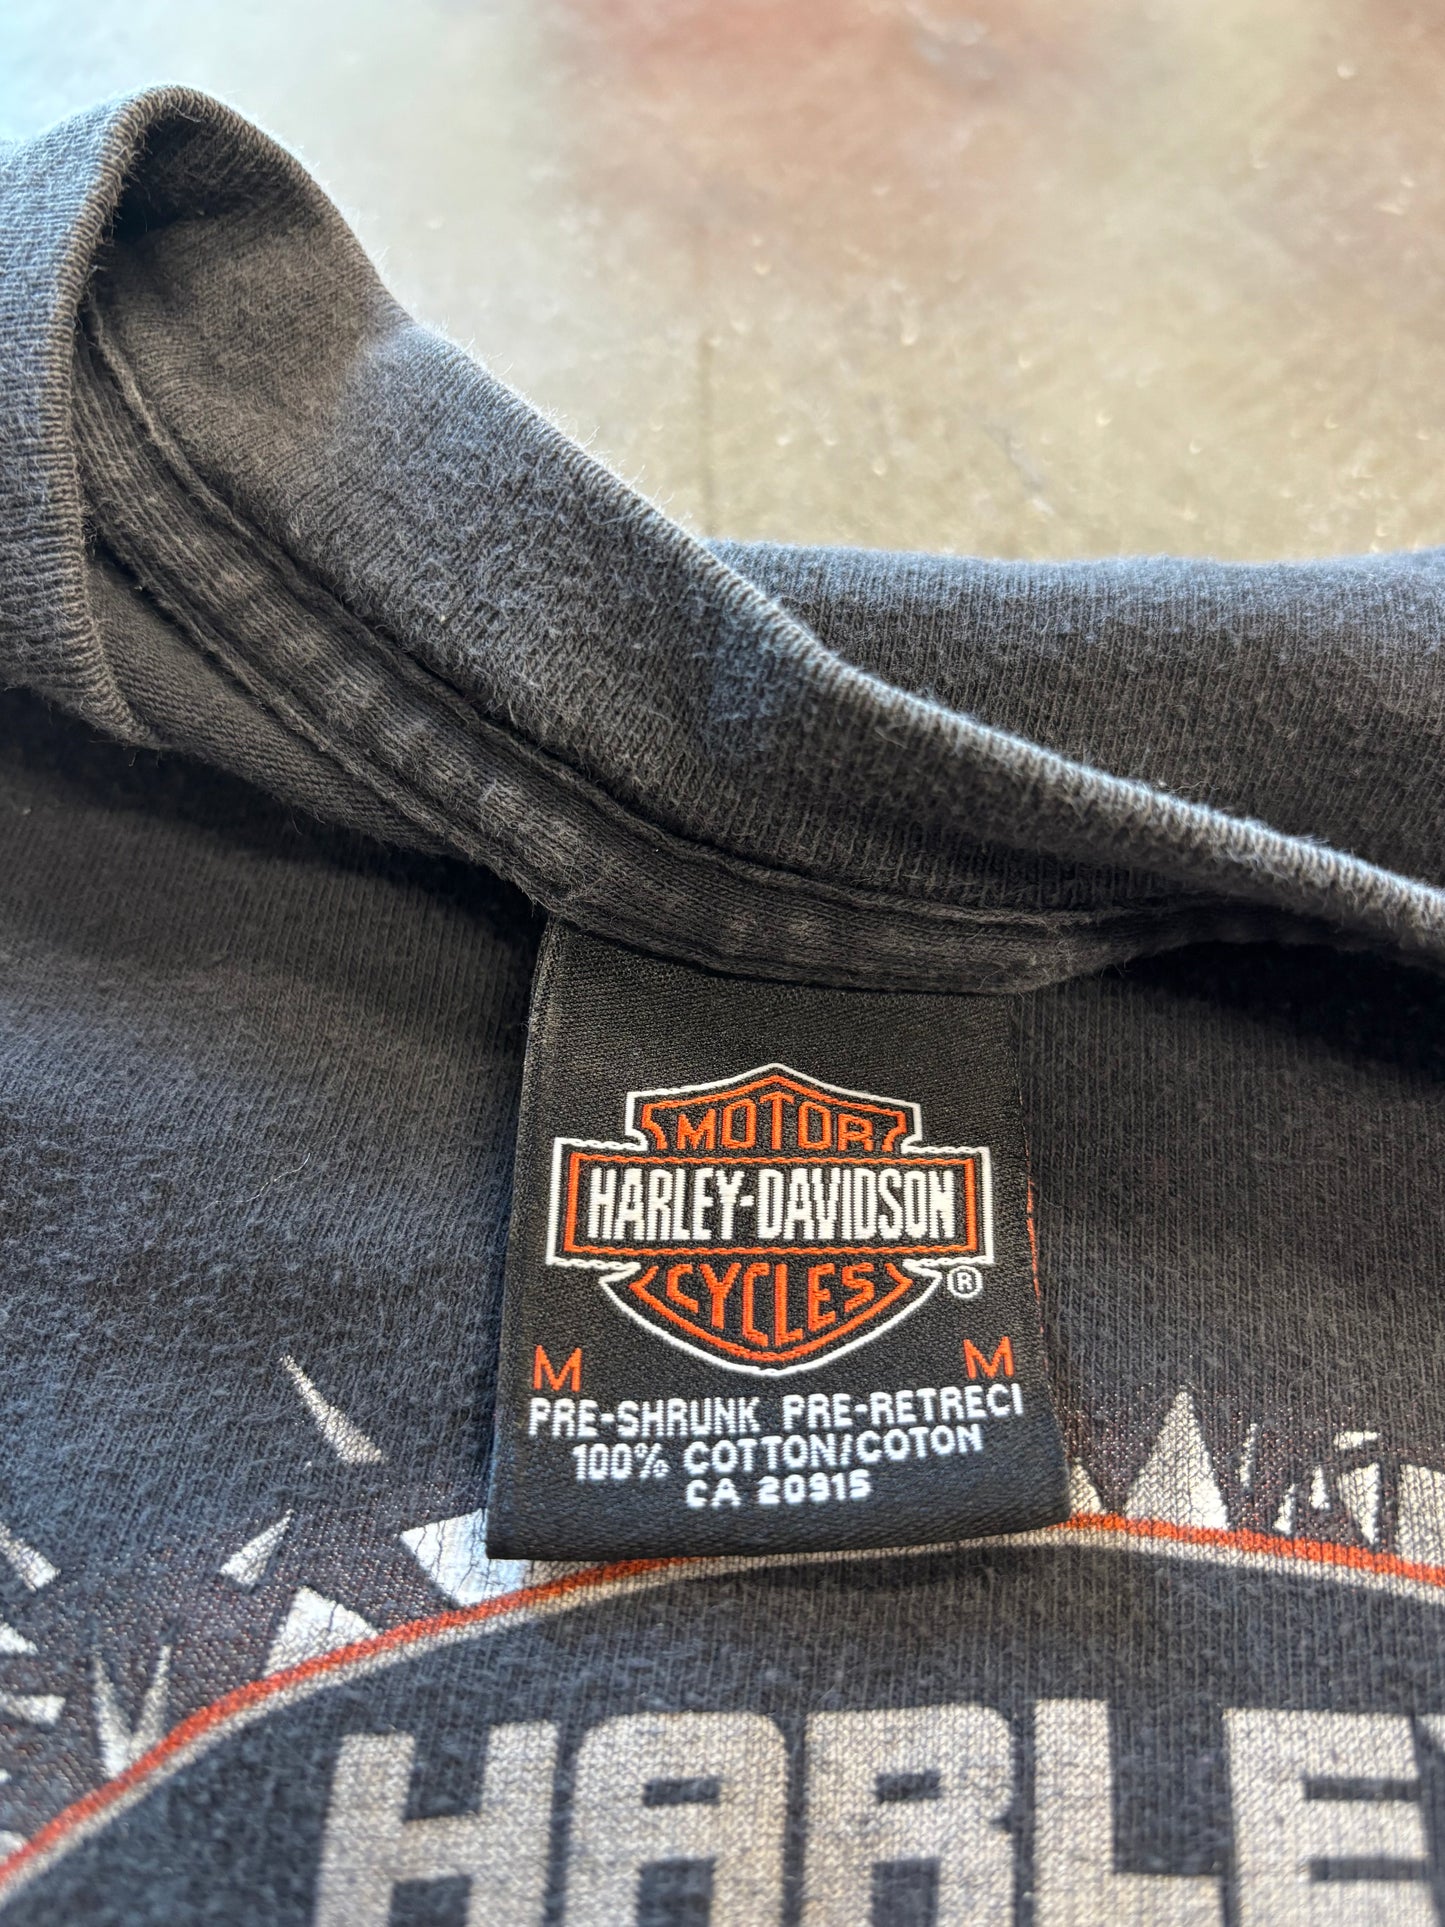 MOTOR
HARLEY-DAVIDSON
CYCLES
®
M M
PRE-SHRUNK PRE-RETRECI
100% COTTON/COTON
CA 20915
HARLE